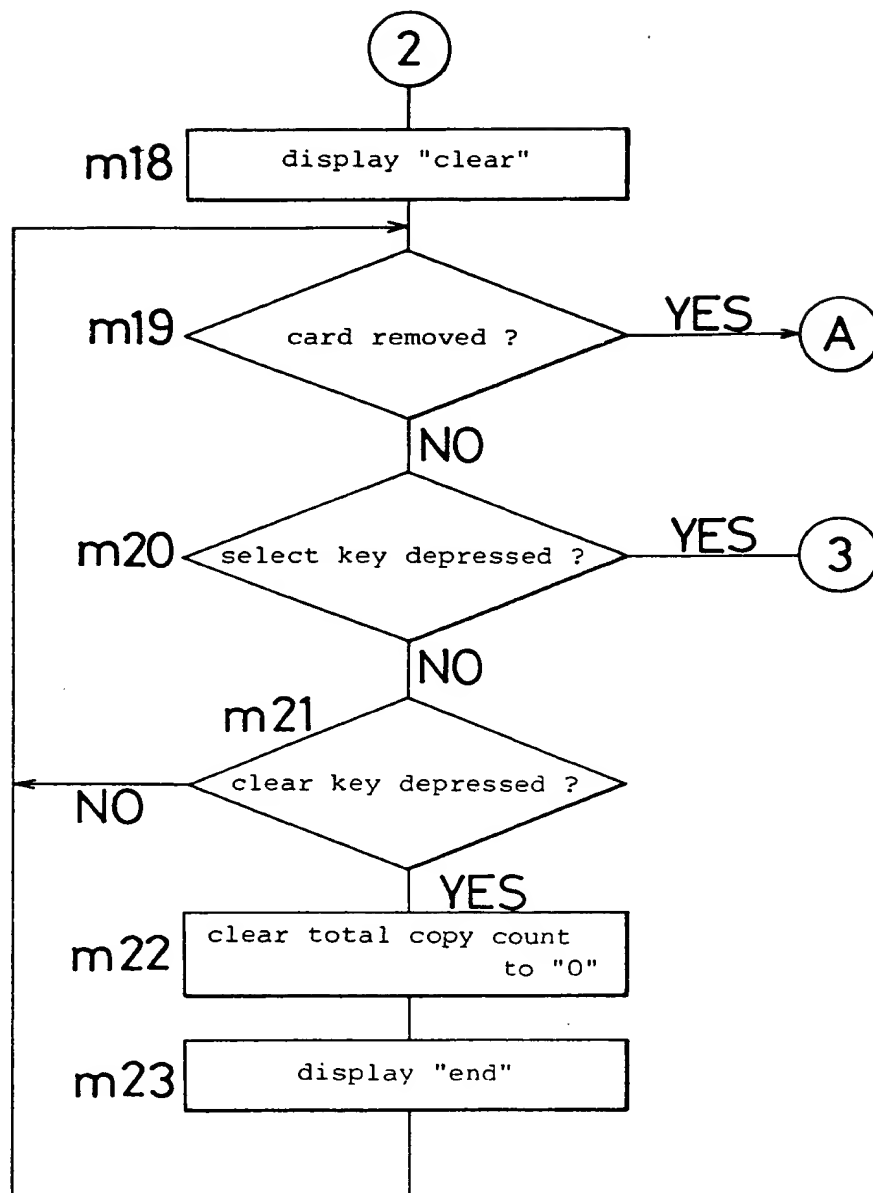 2
m18
display "clear"
m19
card removed ?
YES
A
NO
m20
select key depressed ?
YES
3
NO
m21
clear key depressed ?
NO
YES
m22
clear total copy count
to "0"
m23
display "end"